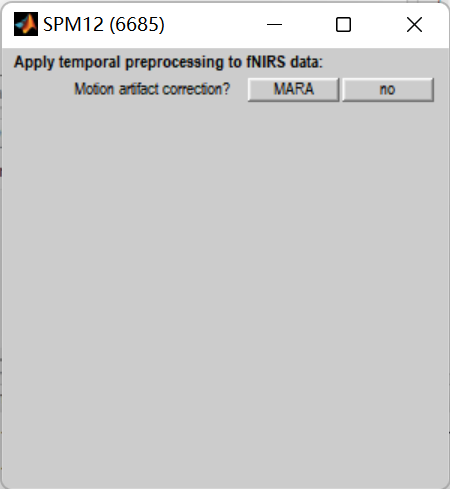 SPM12 (6685)
Apply temporal preprocessing to fNIRS data:
Motion artifact correction? MARA no